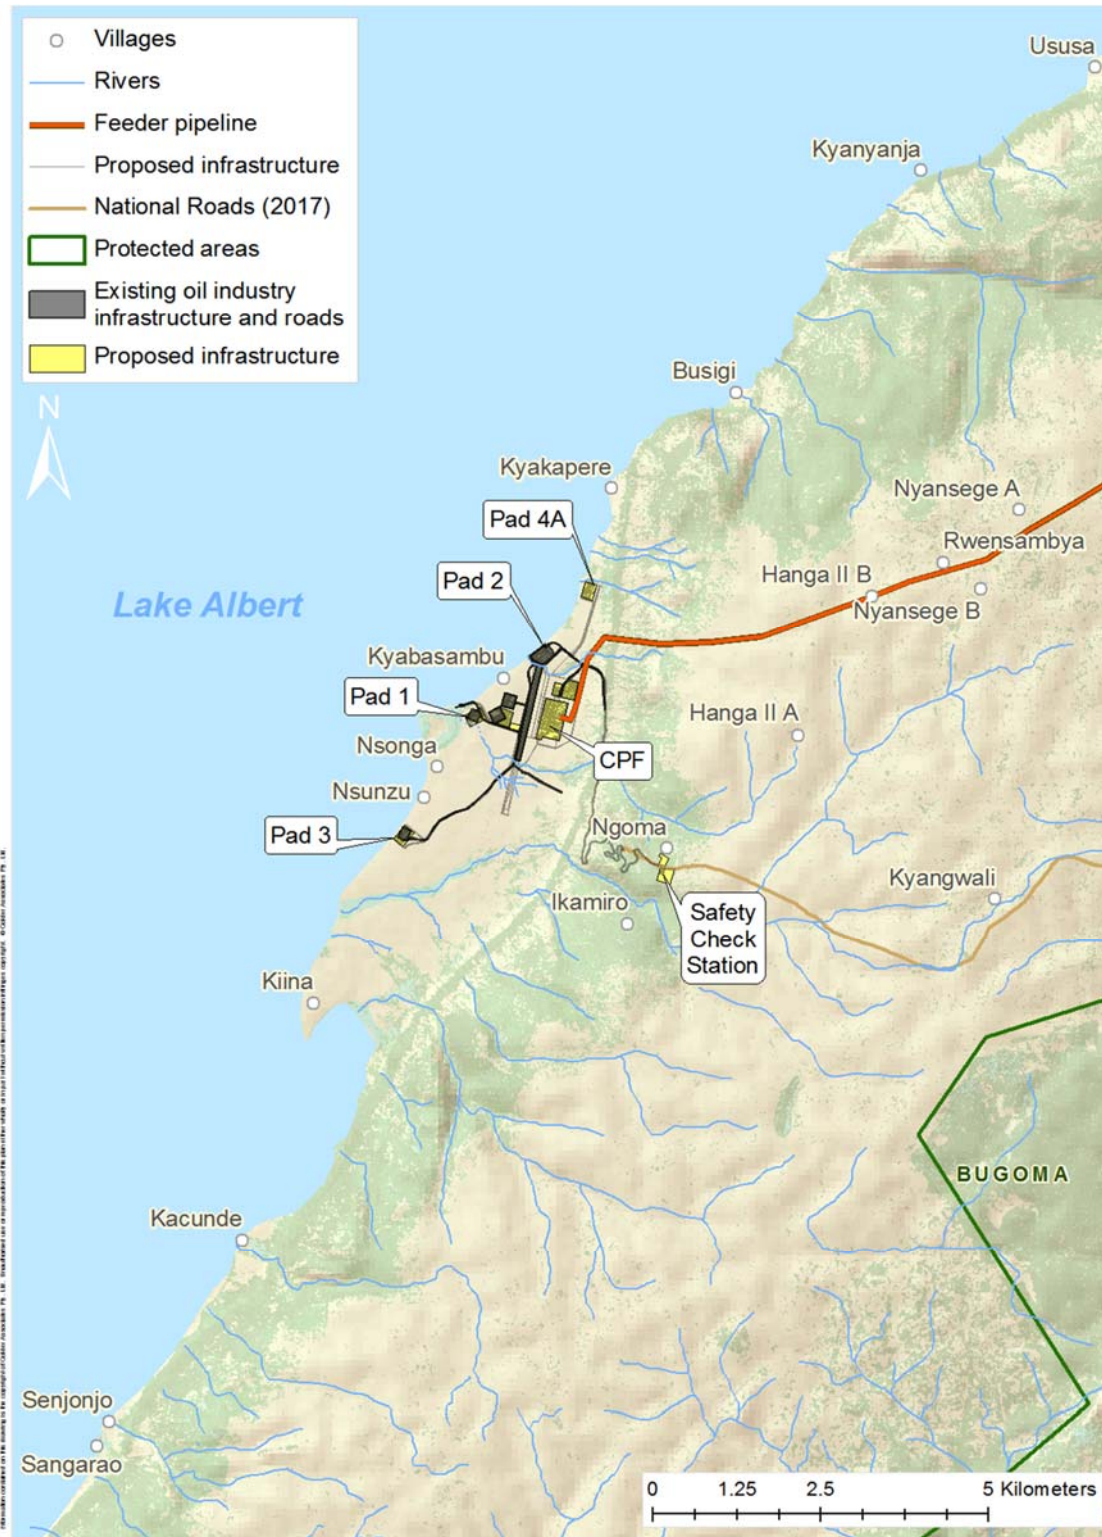 Villages
Rivers
Feeder pipeline
Proposed infrastructure
National Roads (2017)
Protected areas
Existing oil industry
infrastructure and roads
Proposed infrastructure
N
Ususa
Kyanyanja
Busigi
Kyakapere
Nyansege A
Pad 4A
Rwensambya
Pad 2
Hanga II B
Lake Albert
Nyansege B
Kyabasambu
Pad 1
Hanga II A
Nsonga
CPF
Nsunzu
Pad 3
Ngoma
Kyangwali
Ikamiro
Safety
Check
Station
Kiina
BUGOMA
Kacunde
Senjonjo
Sangarao
0 1.25 2.5 5 Kilometers